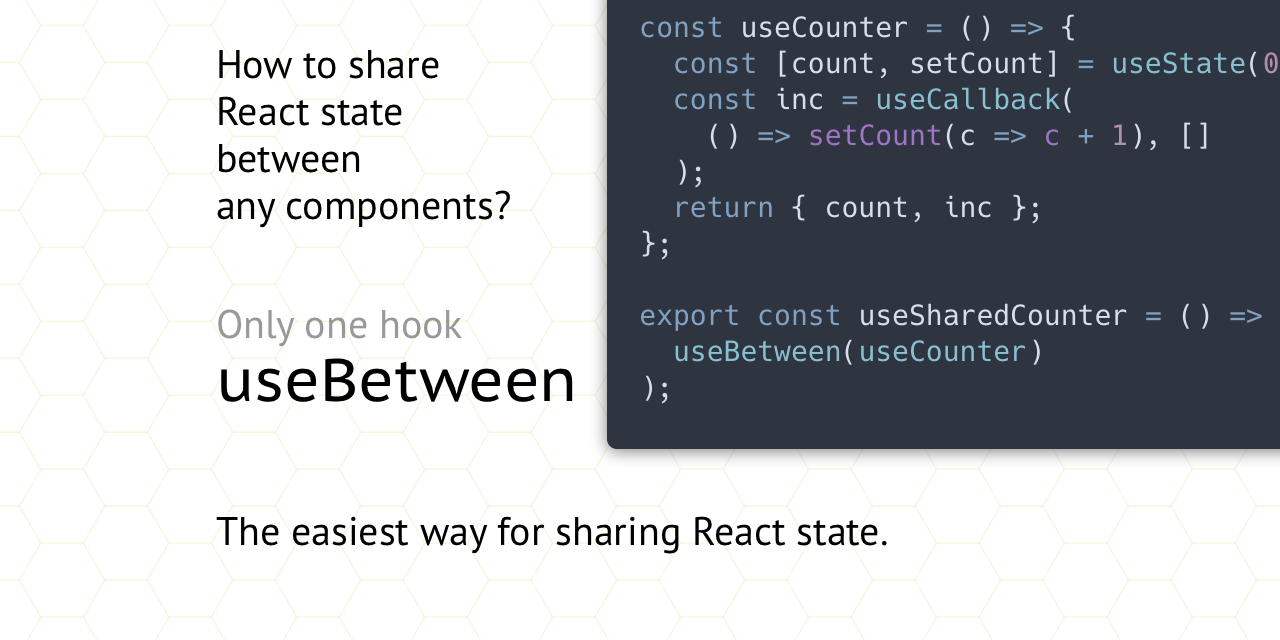 How to share
React state
between
any components?
Only one hook
useBetween
The easiest way for sharing React state.
const useCounter = () => {
  const [count, setCount] = useState(0
  const inc = useCallback(
    () => setCount(c => c + 1), []
  );
  return { count, inc };
};

export const useSharedCounter = () =>
  useBetween(useCounter)
);